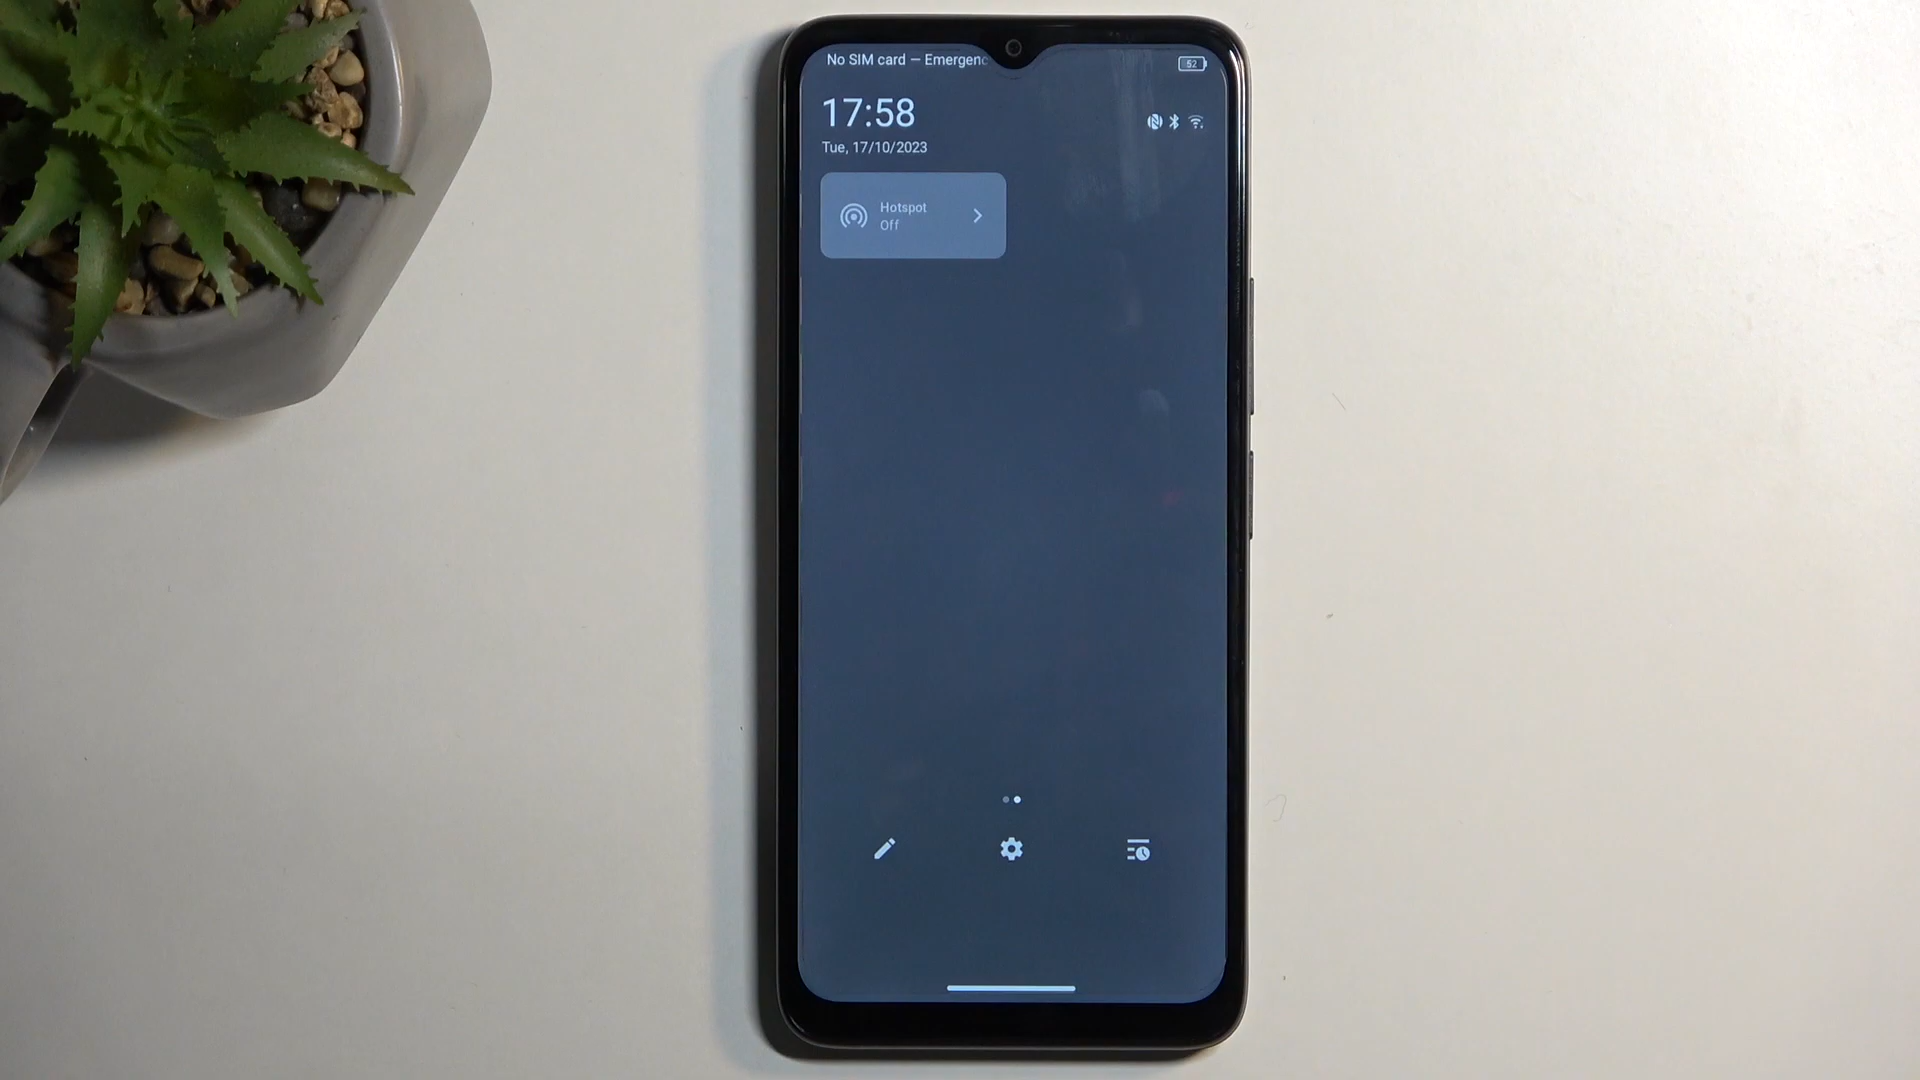 No SIM card — Emergenc
52
17:58
Tue, 17/10/2023
Hotspot
Off